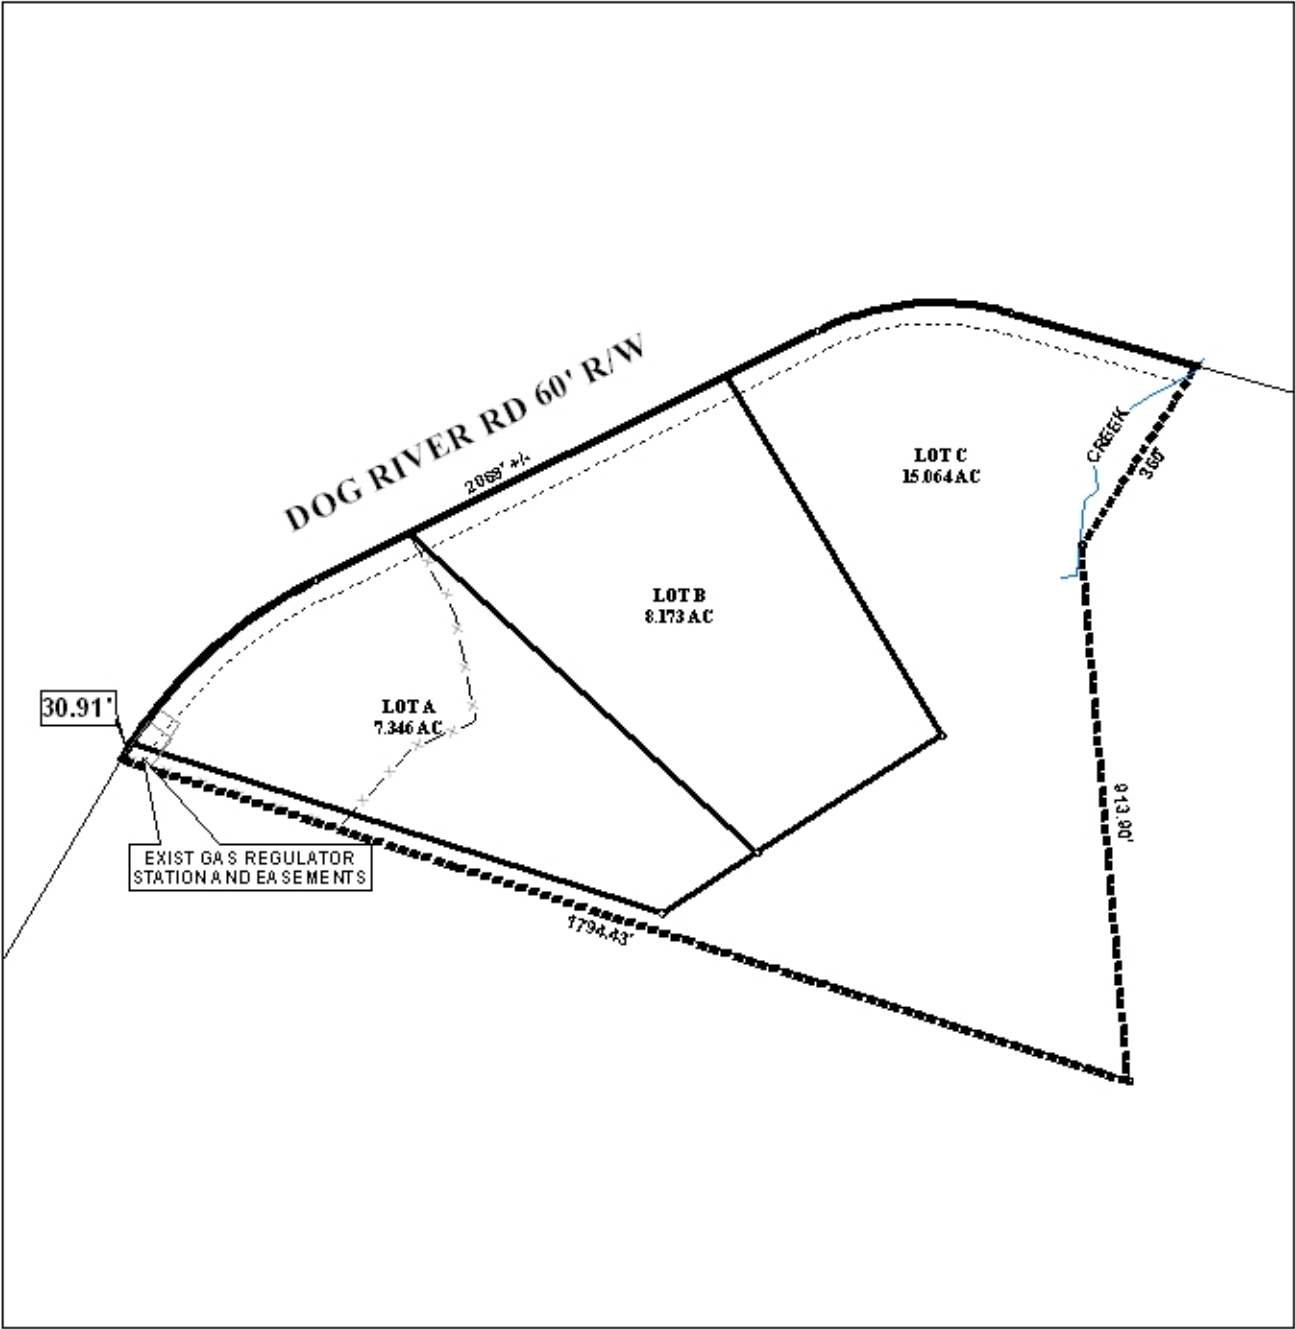 DOG RIVER RD 60' R/W
2069' +/-
CREEK
360'
LOT C
15.064 AC
LOT B
8.173 AC
30.91'
LOT A
7.346 AC
913.90'
EXIST GAS REGULATOR
STATION AND EASEMENTS
1794.43'